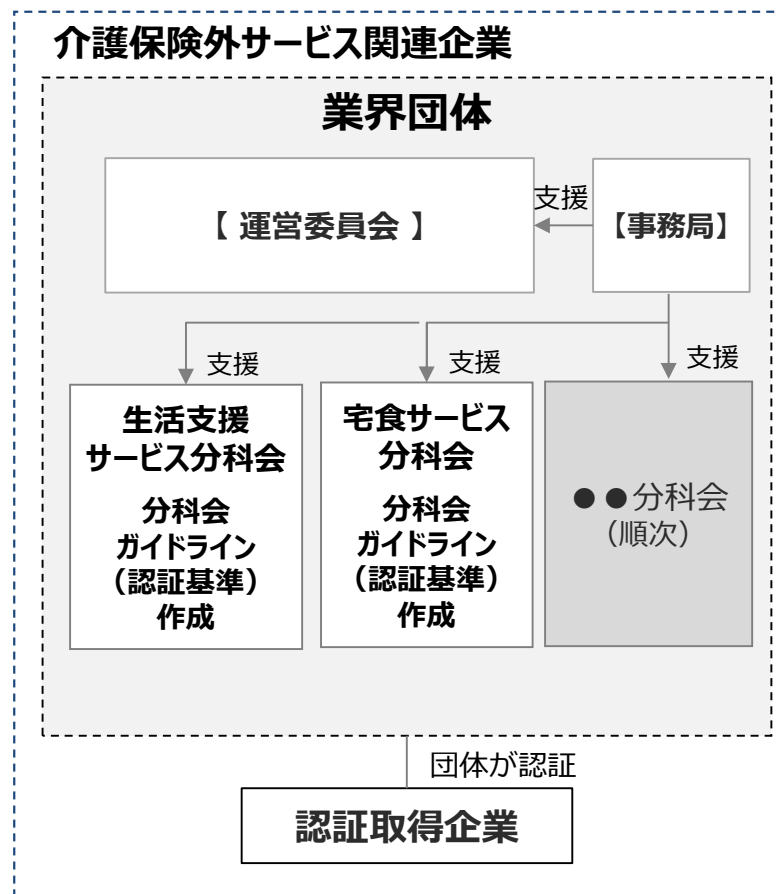 介護保険外サービス関連企業
業界団体
【 運営委員会 】
支援
【事務局】
支援
支援
支援
生活支援
サービス分科会
分科会
ガイドライン
（認証基準）
作成
宅食サービス
分科会
分科会
ガイドライン
（認証基準）
作成
●●分科会
（順次）
団体が認証
認証取得企業